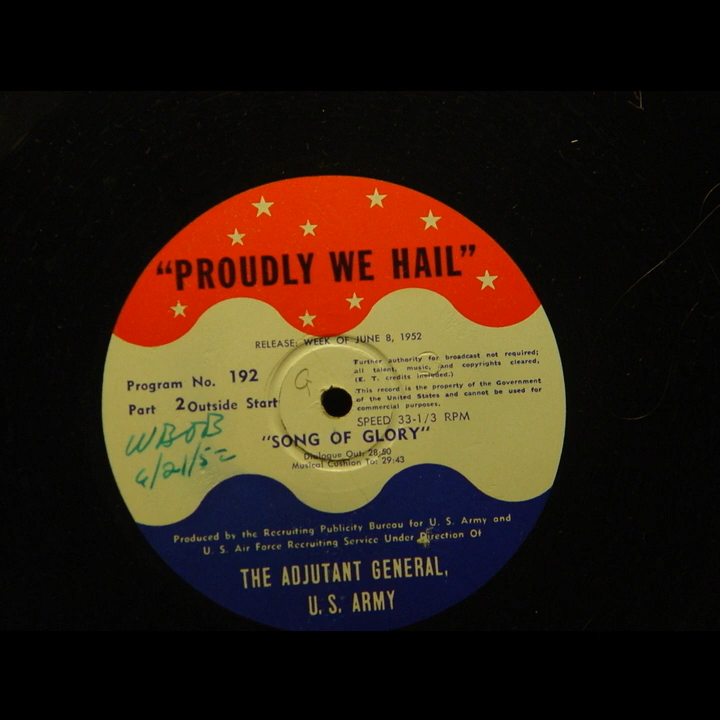 "PROUDLY WE HAIL"
RELEASE: WEEK OF JUNE 8, 1952
Program No. 192
Part 2 Outside Start
Further authority for broadcast not required;
all talent, music, and copyrights cleared,
(E. T. credits included.)
This record is the property of the Government
of the United States and cannot be used for
commercial purposes.
SPEED 33-1/3 RPM
WBOB
6/21/52
"SONG OF GLORY"
Dialogue Out: 28:50
Musical Cushion To: 29:43
Produced by the Recruiting Publicity Bureau for U. S. Army and
U. S. Air Force Recruiting Service Under Direction Of
THE ADJUTANT GENERAL,
U. S. ARMY